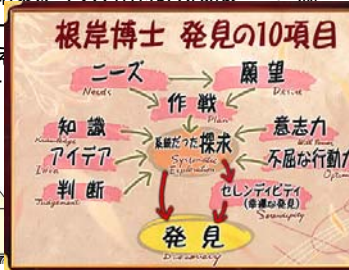 根岸博士 発見の10項目
ニーズ
Needs
願望
Desire
作戦
Plan
知識
Knowledge
アイデア
Idea
判断
Judgement
系統だった探求
Systematic
Exploration
意志力
Will Power
不屈な行動力
Optim
セレンディピティ
(幸運な発見)
Serendipity
発見
Discovery